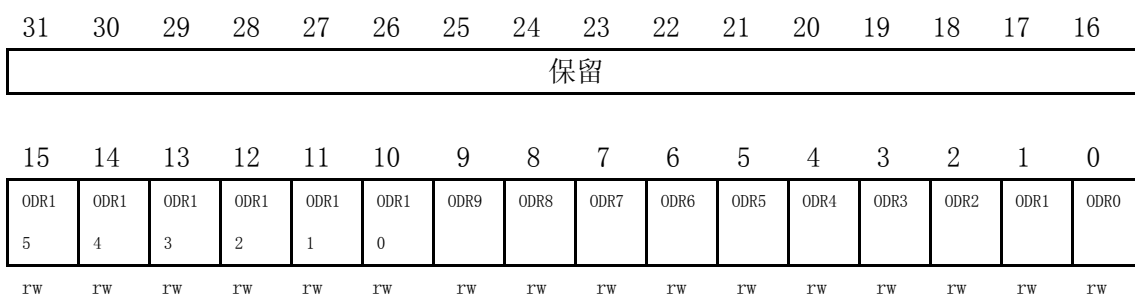 31 30 29 28 27 26 25 24 23 22 21 20 19 18 17 16
保留
15 14 13 12 11 10 9 8 7 6 5 4 3 2 1 0
ODR1 ODR1 ODR1 ODR1 ODR1 ODR1 ODR9 ODR8 ODR7 ODR6 ODR5 ODR4 ODR3 ODR2 ODR1 ODR0
5 4 3 2 1 0
rw rw rw rw rw rw rw rw rw rw rw rw rw rw rw rw